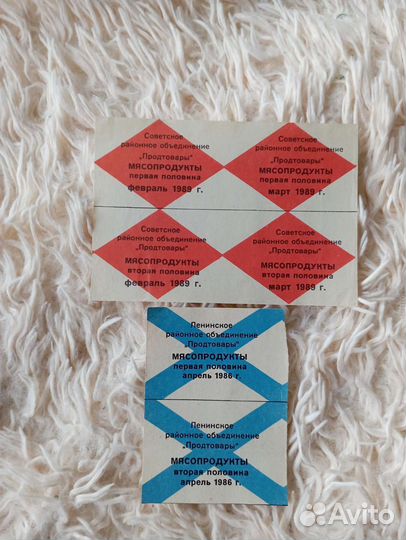 Советское
районное объединение
„Продтовары"
МЯСОПРОДУКТЫ
первая половина
февраль 1989 г.
Советское
районное объединение
„Продтовары"
МЯСОПРОДУКТЫ
первая половина
март 1989 г.
Советское
районное объединение
„Продтовары"
МЯСОПРОДУКТЫ
вторая половина
февраль 1989 г.
Советское
районное объединение
„Продтовары"
МЯСОПРОДУКТЫ
вторая половина
март 1989 г.
Ленинское
районное объединение
„Продтовары"
МЯСОПРОДУКТЫ
первая половина
апрель 1986 г.
Ленинское
районное объединение
„Продтовары"
МЯСОПРОДУКТЫ
вторая половина
апрель 1986 г.
Avito